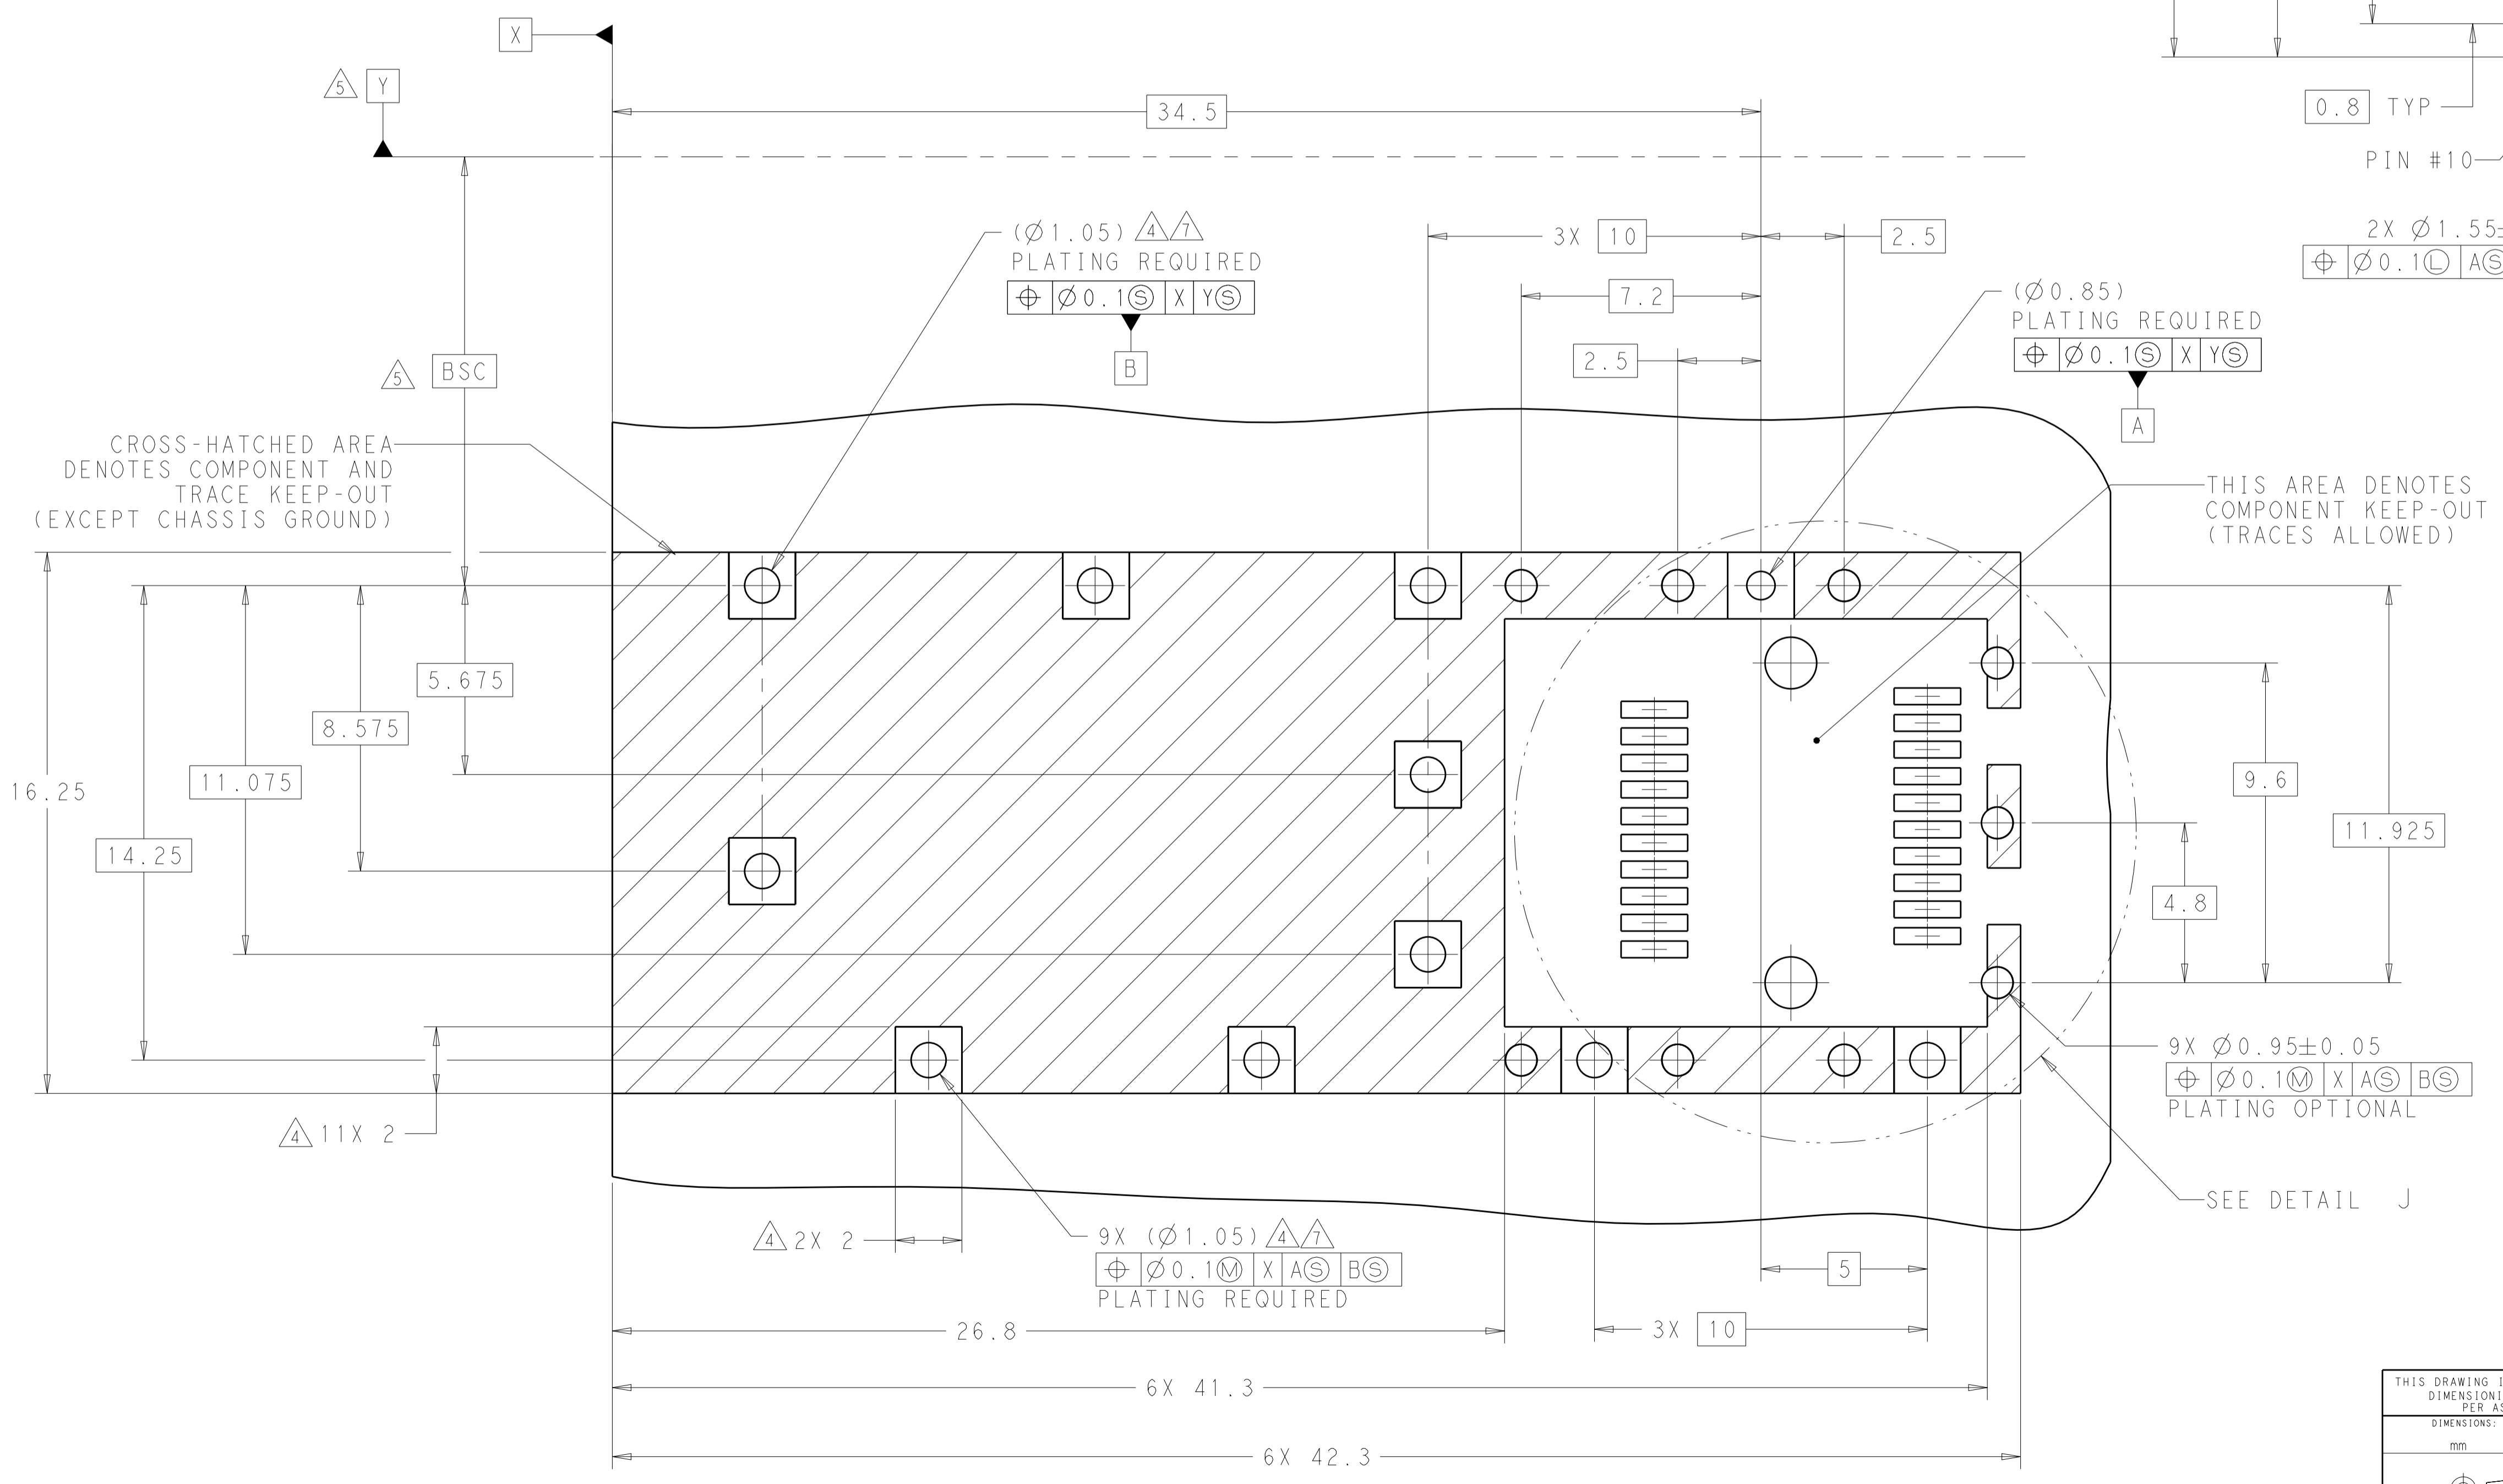 X
5 Y
34.5
0.8 TYP
PIN #10
(Ø1.05) 4 7
PLATING REQUIRED
⌖ Ø0.1Ⓢ X YⓈ
B
3X 10
2.5
7.2
2.5
2X Ø1.55±
⌖ Ø0.1Ⓛ AⓈ
(Ø0.85)
PLATING REQUIRED
⌖ Ø0.1Ⓢ X YⓈ
A
5 BSC
CROSS-HATCHED AREA
DENOTES COMPONENT AND
TRACE KEEP-OUT
(EXCEPT CHASSIS GROUND)
THIS AREA DENOTES
COMPONENT KEEP-OUT
(TRACES ALLOWED)
5.675
8.575
11.075
16.25
14.25
9.6
11.925
4.8
4 11X 2
9X Ø0.95±0.05
⌖ Ø0.1Ⓜ X AⓈ BⓈ
PLATING OPTIONAL
SEE DETAIL J
4 2X 2
9X (Ø1.05) 4 7
⌖ Ø0.1Ⓜ X AⓈ BⓈ
PLATING REQUIRED
5
26.8
3X 10
6X 41.3
6X 42.3
THIS DRAWING
DIMENSIONI
PER AS
DIMENSIONS:
mm